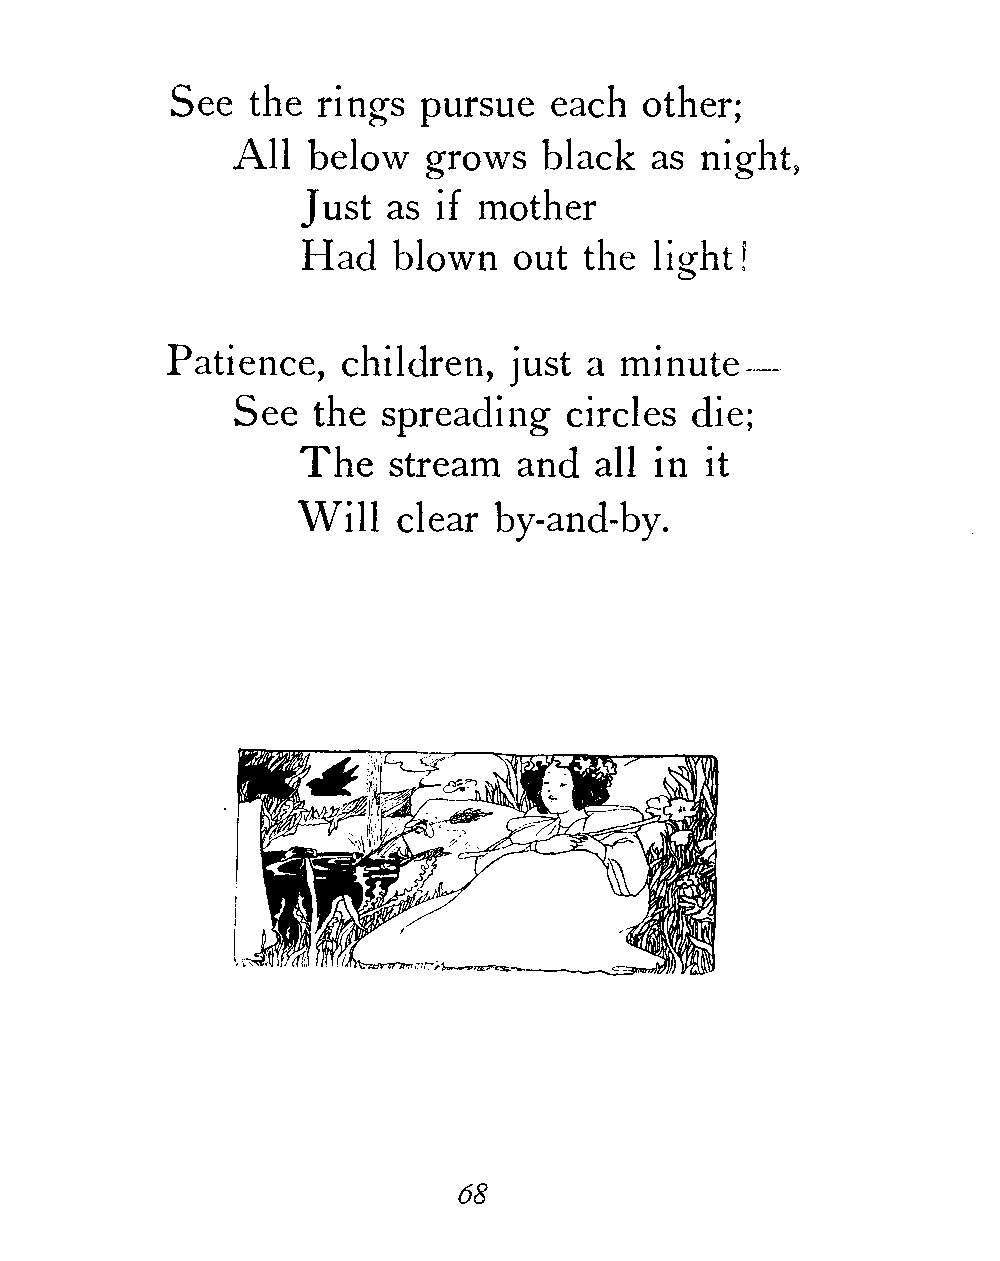 See the rings pursue each other;
All below grows black as night,
Just as if mother
Had blown out the light!
Patience, children, just a minute—
See the spreading circles die;
The stream and all in it
Will clear by-and-by.
68